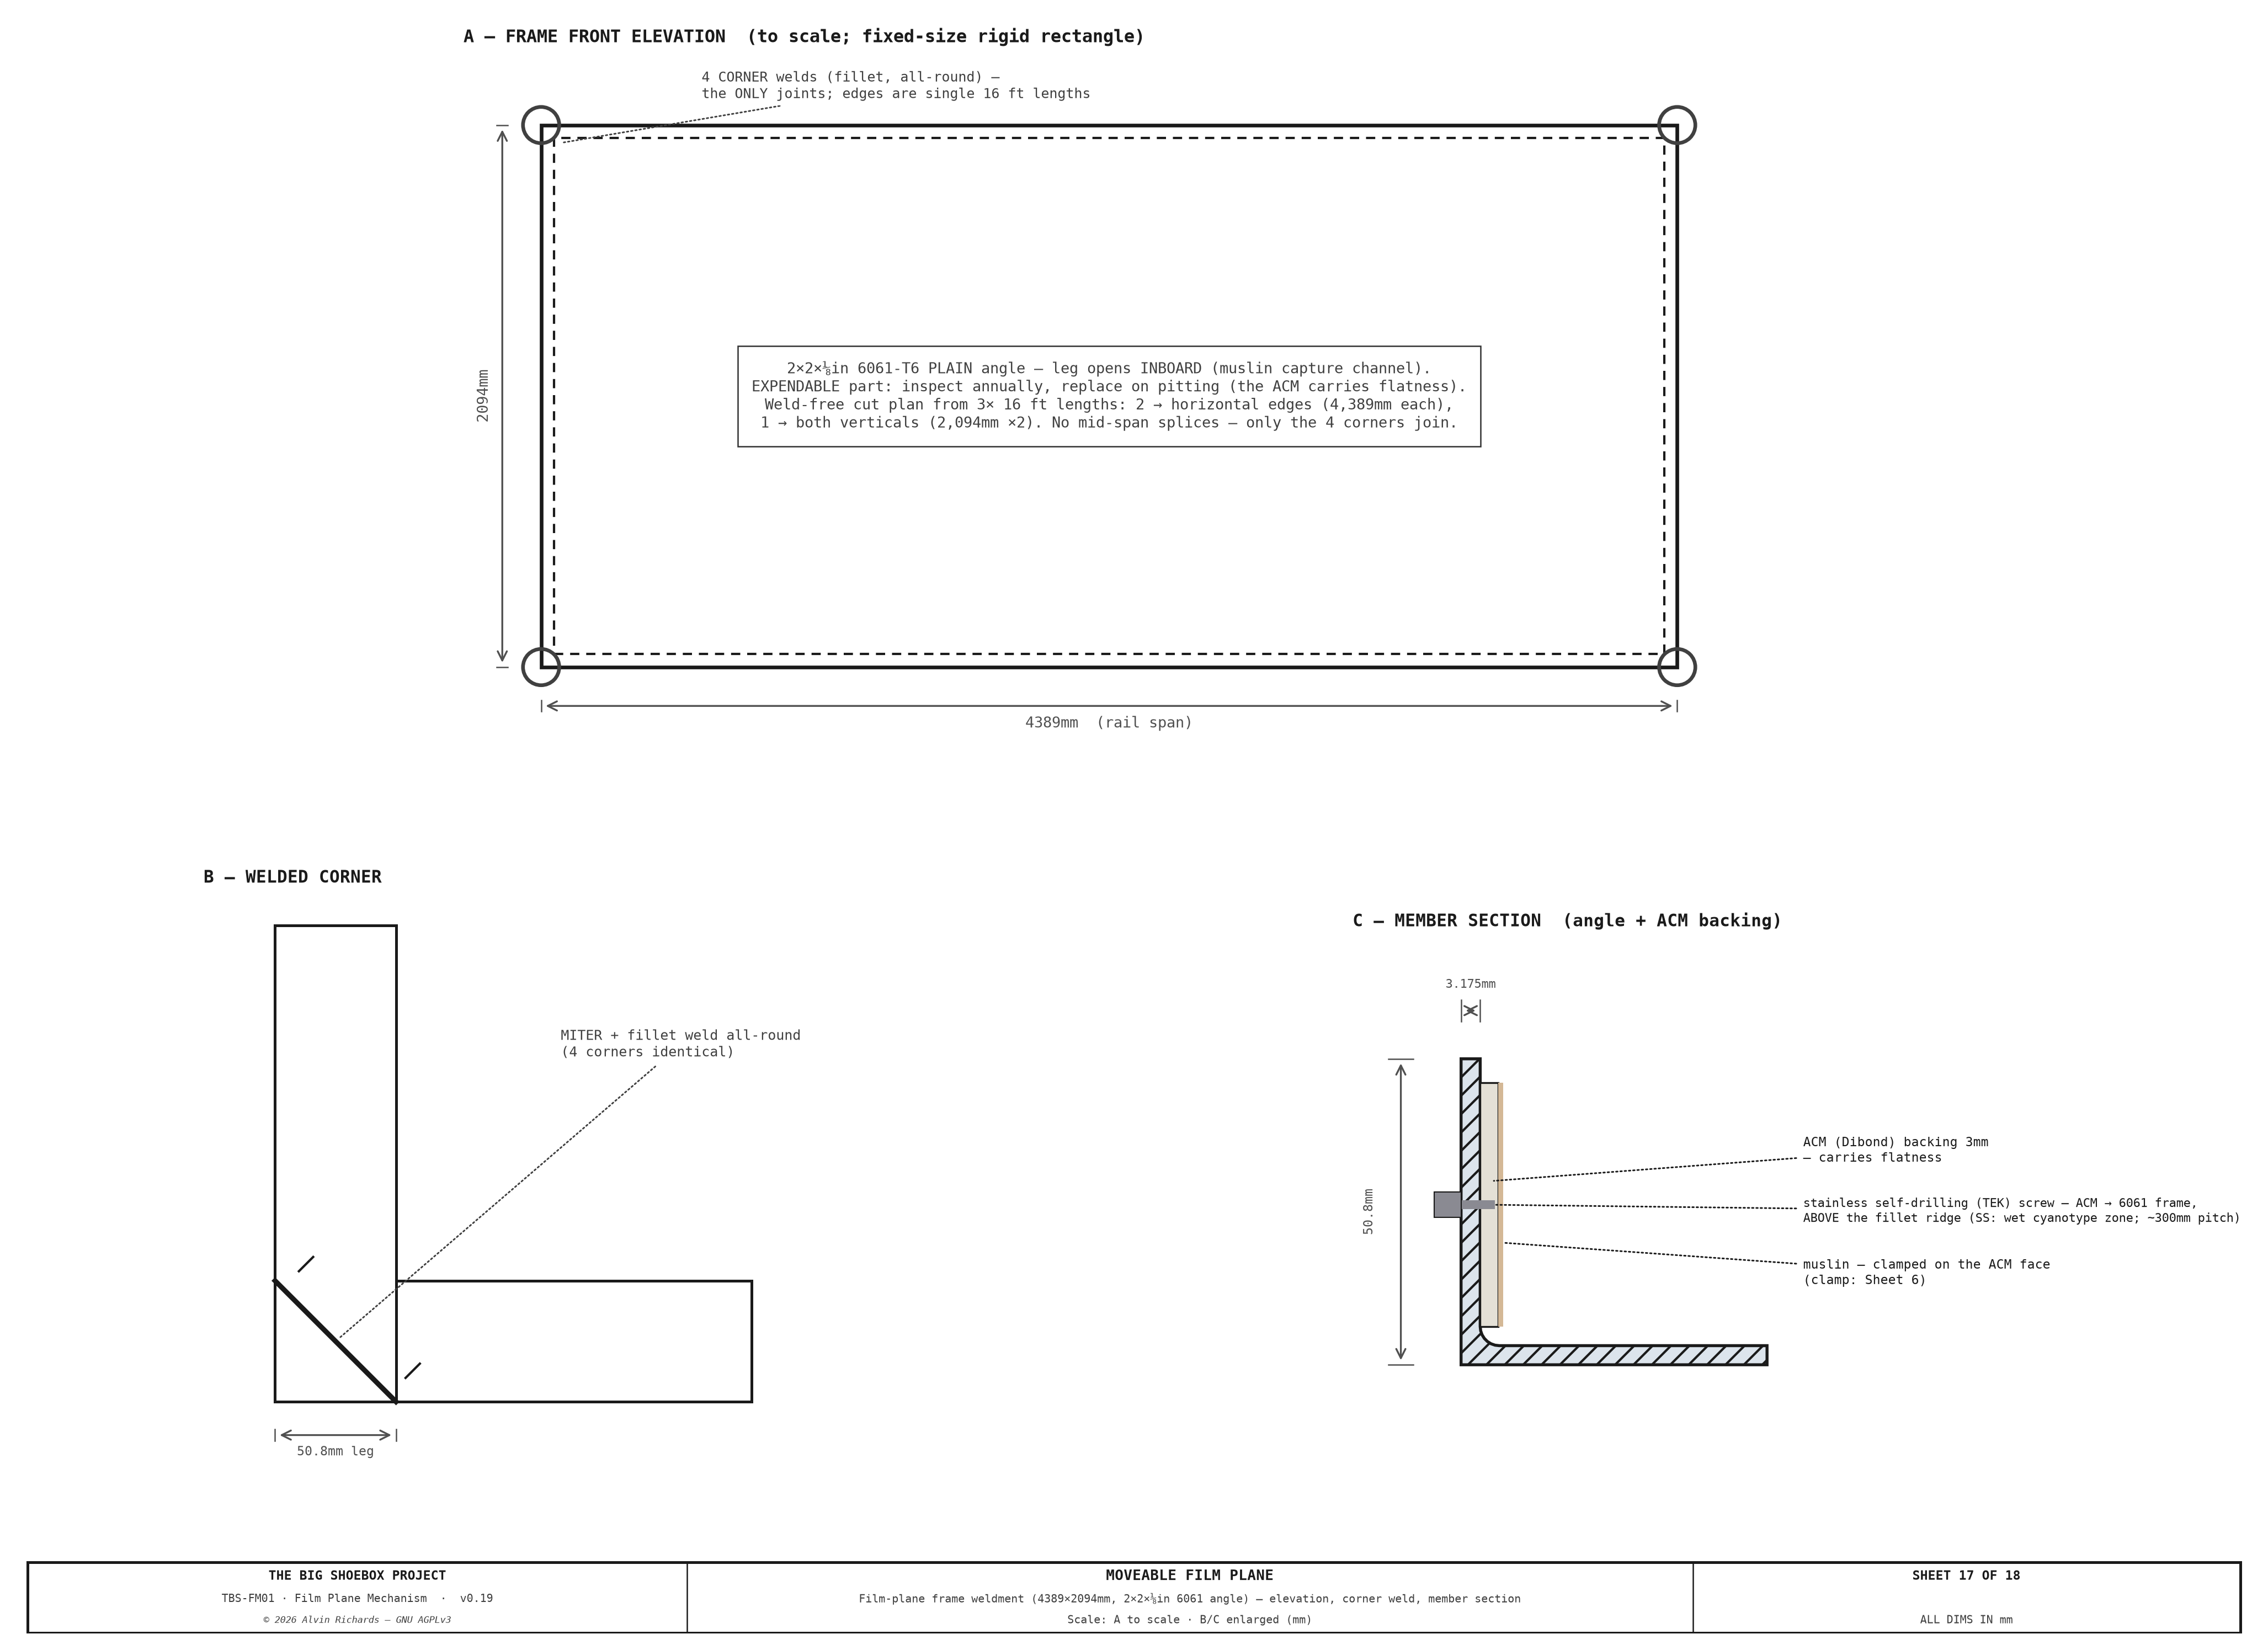 A — FRAME FRONT ELEVATION (to scale; fixed-size rigid rectangle)
4 CORNER welds (fillet, all-round) —
the ONLY joints; edges are single 16 ft lengths
2094mm
2×2×⅛in 6061-T6 PLAIN angle — leg opens INBOARD (muslin capture channel).
EXPENDABLE part: inspect annually, replace on pitting (the ACM carries flatness).
Weld-free cut plan from 3× 16 ft lengths: 2 → horizontal edges (4,389mm each),
1 → both verticals (2,094mm ×2). No mid-span splices — only the 4 corners join.
4389mm (rail span)
B — WELDED CORNER
MITER + fillet weld all-round
(4 corners identical)
50.8mm leg
C — MEMBER SECTION (angle + ACM backing)
3.175mm
50.8mm
ACM (Dibond) backing 3mm
— carries flatness
stainless self-drilling (TEK) screw — ACM → 6061 frame,
ABOVE the fillet ridge (SS: wet cyanotype zone; ~300mm pitch)
muslin — clamped on the ACM face
(clamp: Sheet 6)
THE BIG SHOEBOX PROJECT
TBS-FM01 · Film Plane Mechanism · v0.19
© 2026 Alvin Richards — GNU AGPLv3
MOVEABLE FILM PLANE
Film-plane frame weldment (4389×2094mm, 2×2×⅛in 6061 angle) — elevation, corner weld, member section
Scale: A to scale · B/C enlarged (mm)
SHEET 17 OF 18
ALL DIMS IN mm